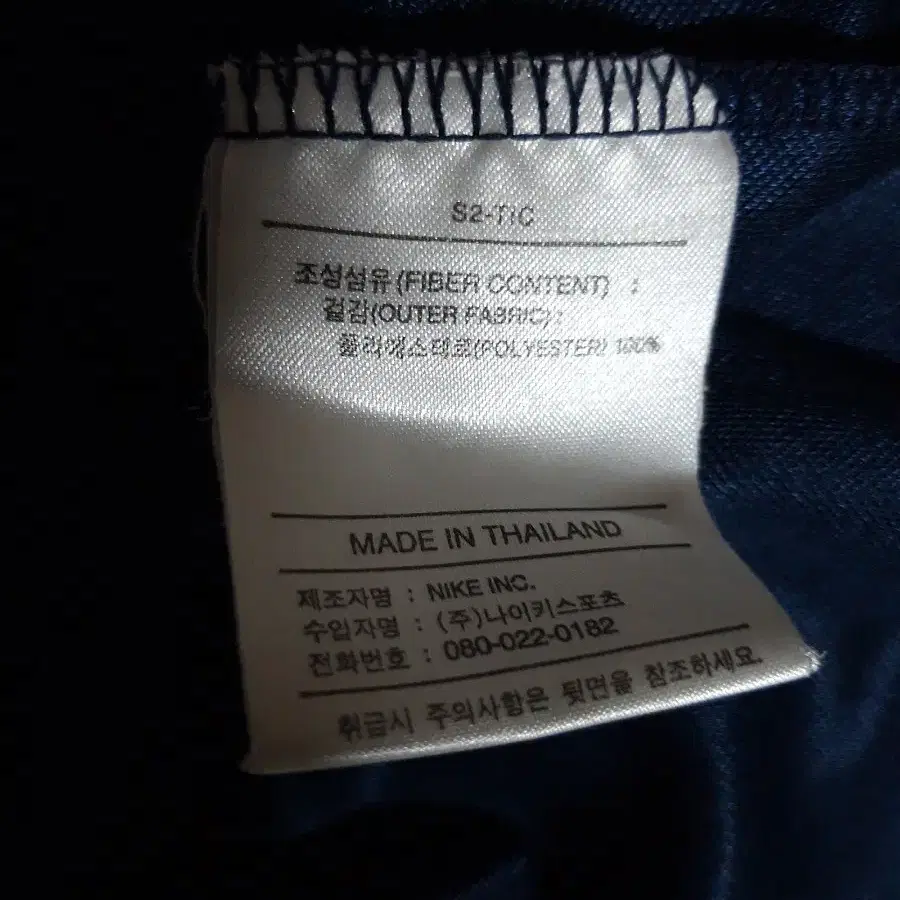 S2-T/C
조성섬유(FIBER CONTENT) :
겉감(OUTER FABRIC) :
폴리에스테르(POLYESTER) 100%
MADE IN THAILAND
제조자명 : NIKE INC.
수입자명 : (주)나이키스포츠
전화번호 : 080-022-0182
취급시 주의사항은 뒷면을 참조하세요.